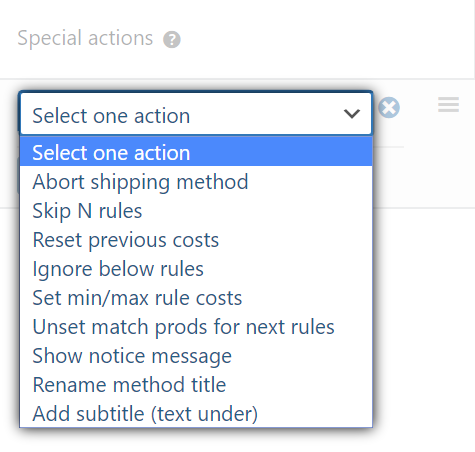 Special actions ?
Select one action
Select one action
Abort shipping method
Skip N rules
Reset previous costs
Ignore below rules
Set min/max rule costs
Unset match prods for next rules
Show notice message
Rename method title
Add subtitle (text under)